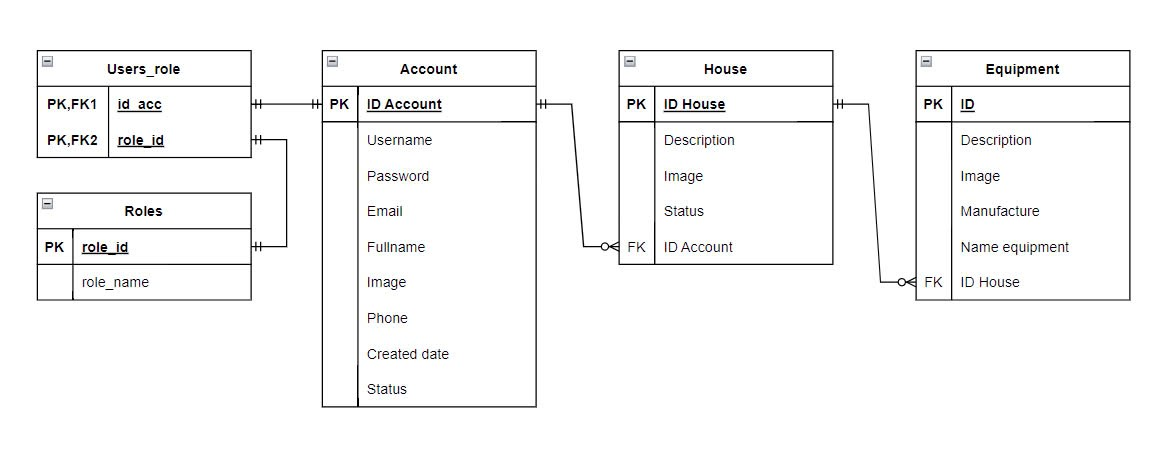 Users_role
PK,FK1 id_acc
PK,FK2 role_id
Roles
PK role_id
role_name
Account
PK ID Account
Username
Password
Email
Fullname
Image
Phone
Created date
Status
House
PK ID House
Description
Image
Status
FK ID Account
Equipment
PK ID
Description
Image
Manufacture
Name equipment
FK ID House